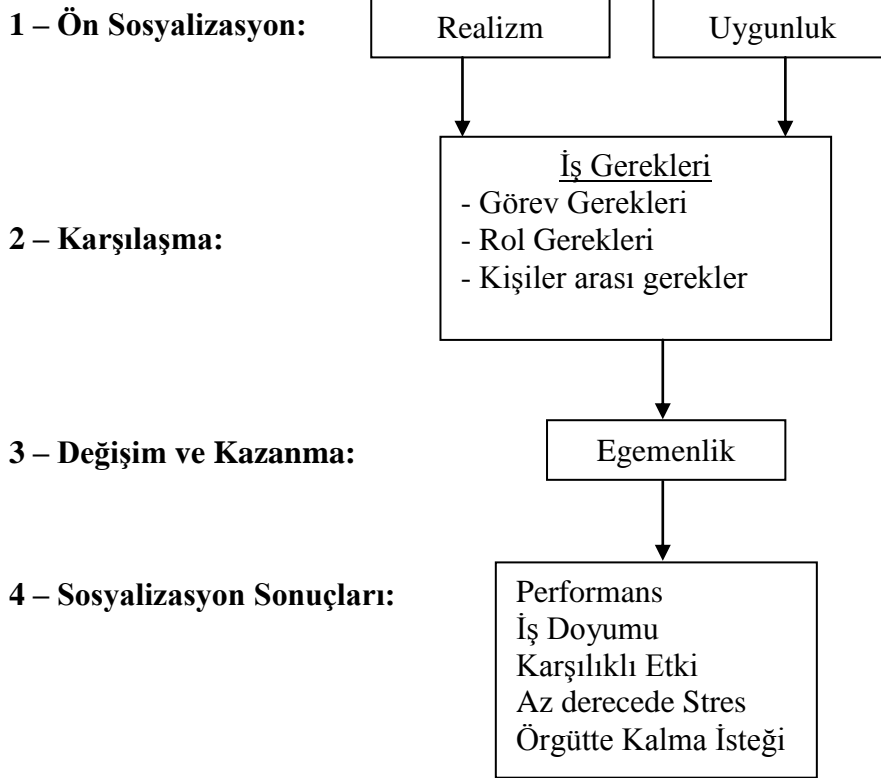 1 – Ön Sosyalizasyon:
Realizm
Uygunluk
2 – Karşılaşma:
İş Gerekleri
- Görev Gerekleri
- Rol Gerekleri
- Kişiler arası gerekler
3 – Değişim ve Kazanma:
Egemenlik
4 – Sosyalizasyon Sonuçları:
Performans
İş Doyumu
Karşılıklı Etki
Az derecede Stres
Örgütte Kalma İsteği